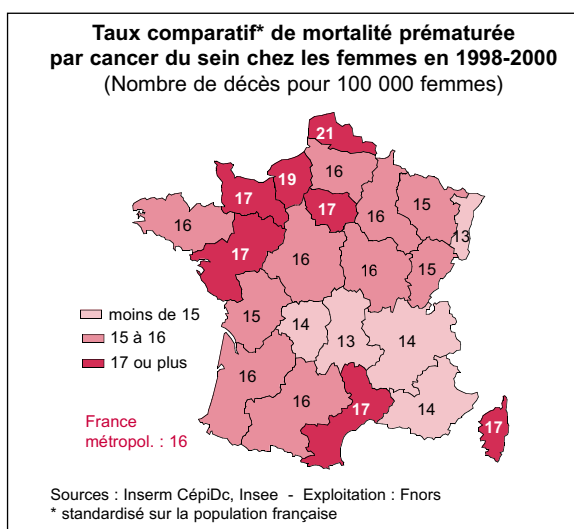 Taux comparatif* de mortalité prématurée
par cancer du sein chez les femmes en 1998-2000
(Nombre de décès pour 100 000 femmes)
21
16
19
17
17
16
15
13
16
17
16
16
15
15
14
13
14
16
16
17
14
17
moins de 15
15 à 16
17 ou plus
France
métropol. : 16
Sources : Inserm CépiDc, Insee - Exploitation : Fnors
* standardisé sur la population française